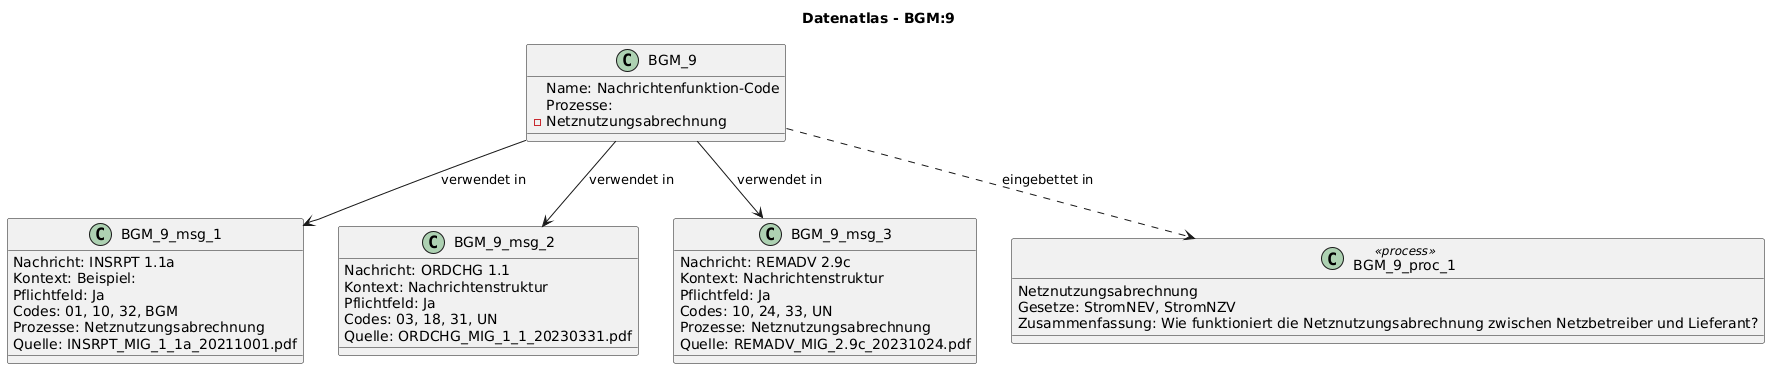 Datenatlas - BGM:9
C BGM_9
Name: Nachrichtenfunktion-Code
Prozesse:
Netznutzungsabrechnung
verwendet in
verwendet in
verwendet in
eingebettet in
C BGM_9_msg_1
Nachricht: INSRPT 1.1a
Kontext: Beispiel:
Pflichtfeld: Ja
Codes: 01, 10, 32, BGM
Prozesse: Netznutzungsabrechnung
Quelle: INSRPT_MIG_1_1a_20211001.pdf
C BGM_9_msg_2
Nachricht: ORDCHG 1.1
Kontext: Nachrichtenstruktur
Pflichtfeld: Ja
Codes: 03, 18, 31, UN
Quelle: ORDCHG_MIG_1_1_20230331.pdf
C BGM_9_msg_3
Nachricht: REMADV 2.9c
Kontext: Nachrichtenstruktur
Pflichtfeld: Ja
Codes: 10, 24, 33, UN
Prozesse: Netznutzungsabrechnung
Quelle: REMADV_MIG_2.9c_20231024.pdf
«process»
C BGM_9_proc_1
Netznutzungsabrechnung
Gesetze: StromNEV, StromNZV
Zusammenfassung: Wie funktioniert die Netznutzungsabrechnung zwischen Netzbetreiber und Lieferant?